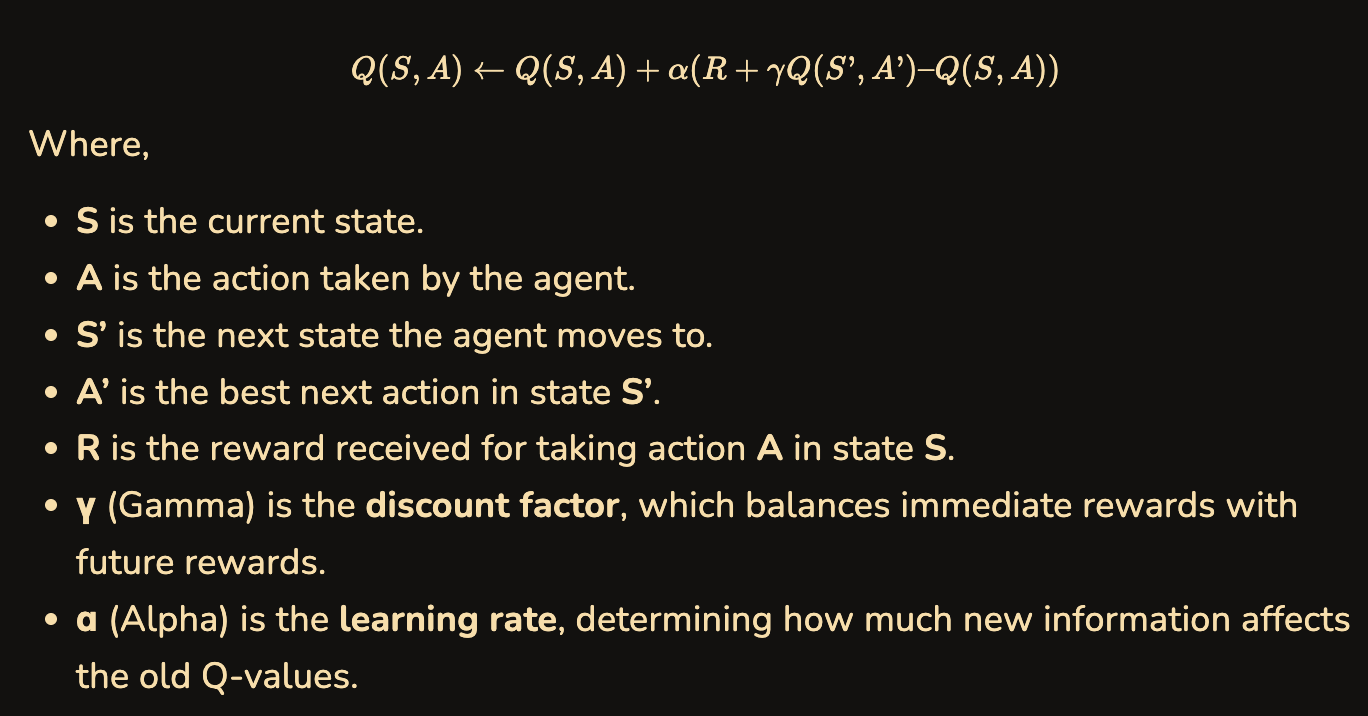 Q(S, A) ← Q(S, A) + α(R + γQ(S’, A’)–Q(S, A))
Where,
• S is the current state.
• A is the action taken by the agent.
• S’ is the next state the agent moves to.
• A’ is the best next action in state S’.
• R is the reward received for taking action A in state S.
• γ (Gamma) is the discount factor, which balances immediate rewards with
future rewards.
• α (Alpha) is the learning rate, determining how much new information affects
the old Q-values.